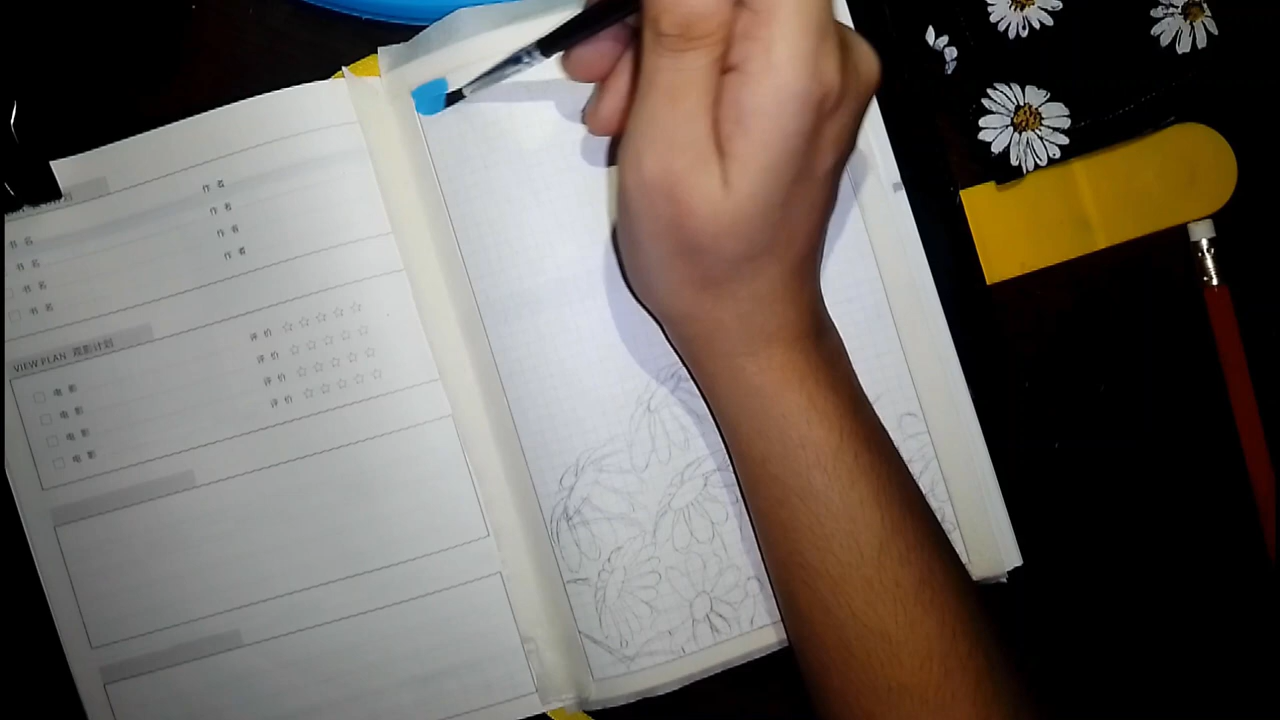 书 名 作 者
书 名 作 者
书 名 作 者
书 名 作 者
VIEW PLAN 观影计划
电 影 评 价 ☆☆☆☆☆
电 影 评 价 ☆☆☆☆☆
电 影 评 价 ☆☆☆☆☆
电 影 评 价 ☆☆☆☆☆